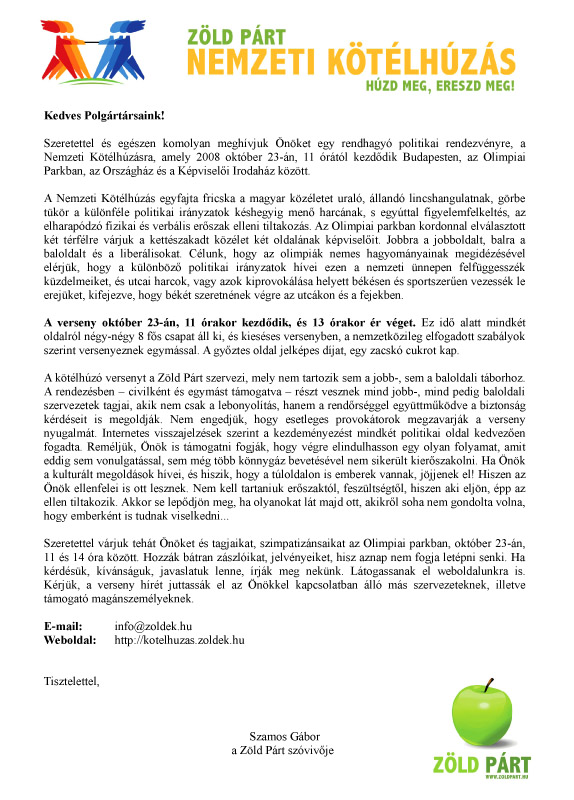 ZÖLD PÁRT
NEMZETI KÖTÉLHÚZÁS
HÚZD MEG, ERESZD MEG!
Kedves Polgártársaink!
Szeretettel és egészen komolyan meghívjuk Önöket egy rendhagyó politikai rendezvényre, a
Nemzeti Kötélhúzásra, amely 2008 október 23-án, 11 órától kezdődik Budapesten, az Olimpiai
Parkban, az Országház és a Képviselői Irodaház között.
A Nemzeti Kötélhúzás egyfajta fricska a magyar közéletet uraló, állandó lincshangulatnak, görbe
tükör a különféle politikai irányzatok késhegyig menő harcának, s egyúttal figyelemfelkeltés, az
elharapódzó fizikai és verbális erőszak elleni tiltakozás. Az Olimpiai parkban kordonnal elválasztott
két térfélre várjuk a kettészakadt közélet két oldalának képviselőit. Jobbra a jobboldalt, balra a
baloldalt és a liberálisokat. Célunk, hogy az olimpiák nemes hagyományainak megidézésével
elérjük, hogy a különböző politikai irányzatok hívei ezen a nemzeti ünnepen felfüggesszék
küzdelmeiket, és utcai harcok, vagy azok kiprovokálása helyett békésen és sportszerűen vezessék le
erejüket, kifejezve, hogy békét szeretnének végre az utcákon és a fejekben.
A verseny október 23-án, 11 órakor kezdődik, és 13 órakor ér véget. Ez idő alatt mindkét
oldalról négy-négy 8 fős csapat áll ki, és kieséses versenyben, a nemzetközileg elfogadott szabályok
szerint versenyeznek egymással. A győztes oldal jelképes díjat, egy zacskó cukrot kap.
A kötélhúzó versenyt a Zöld Párt szervezi, mely nem tartozik sem a jobb-, sem a baloldali táborhoz.
A rendezésben – civilként és egymást támogatva – részt vesznek mind jobb-, mind pedig baloldali
szervezetek tagjai, akik nem csak a lebonyolítás, hanem a rendőrséggel együttműködve a biztonság
kérdéseit is megoldják. Nem engedjük, hogy esetleges provokátorok megzavarják a verseny
nyugalmát. Internetes visszajelzések szerint a kezdeményezést mindkét politikai oldal kedvezően
fogadta. Reméljük, Önök is támogatni fogják, hogy végre elindulhasson egy olyan folyamat, amit
eddig sem vonulgatással, sem még több könnygáz bevetésével nem sikerült kierőszakolni. Ha Önök
a kulturált megoldások hívei, és hiszik, hogy a túloldalon is emberek vannak, jöjjenek el! Hiszen az
Önök ellenfelei is ott lesznek. Nem kell tartaniuk erőszaktól, feszültségtől, hiszen aki eljön, épp az
ellen tiltakozik. Akkor se lepődjön meg, ha olyanokat lát majd ott, akikről soha nem gondolta volna,
hogy emberként is tudnak viselkedni...
Szeretettel várjuk tehát Önöket és tagjaikat, szimpatizánsaikat az Olimpiai parkban, október 23-án,
11 és 14 óra között. Hozzák bátran zászlóikat, jelvényeiket, hisz aznap nem fogja letépni senki. Ha
kérdésük, kívánságuk, javaslatuk lenne, írják meg nekünk. Látogassanak el weboldalunkra is.
Kérjük, a verseny hírét juttassák el az Önökkel kapcsolatban álló más szervezeteknek, illetve
támogató magánszemélyeknek.
E-mail: info@zoldek.hu
Weboldal: http://kotelhuzas.zoldek.hu
Tisztelettel,
Szamos Gábor
a Zöld Párt szóvivője
ZÖLD PÁRT
WWW.ZOLDPART.HU